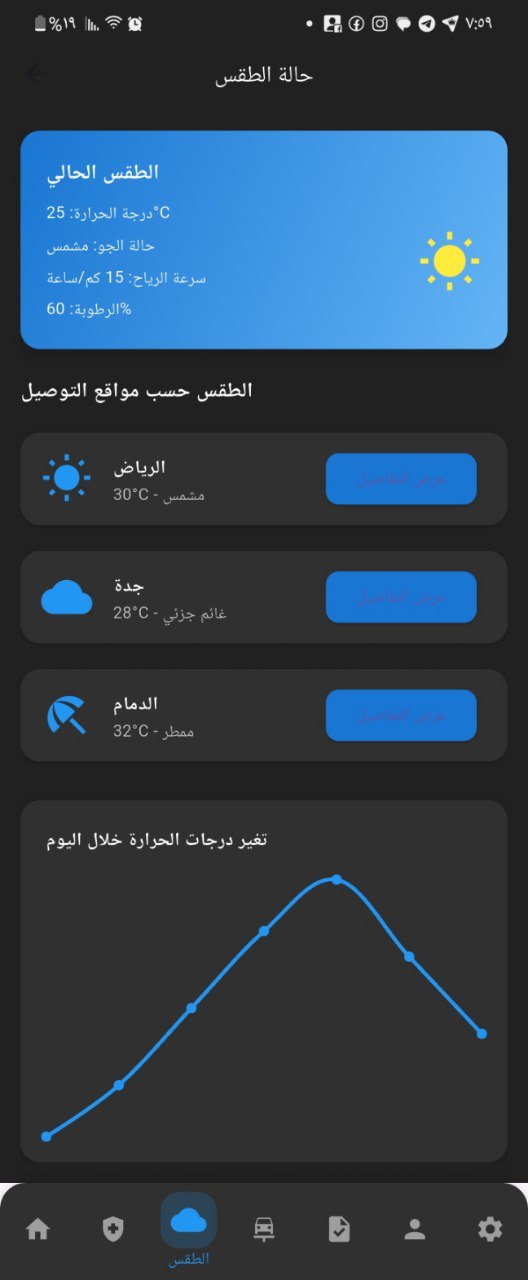 %١٩ ٧:٥٩
حالة الطقس
الطقس الحالي
درجة الحرارة: 25°C
حالة الجو: مشمس
سرعة الرياح: 15 كم/ساعة
الرطوبة: 60%
الطقس حسب مواقع التوصيل
الرياض
مشمس - 30°C
عرض التفاصيل
جدة
غائم جزئي - 28°C
عرض التفاصيل
الدمام
ممطر - 32°C
عرض التفاصيل
تغير درجات الحرارة خلال اليوم
الطقس